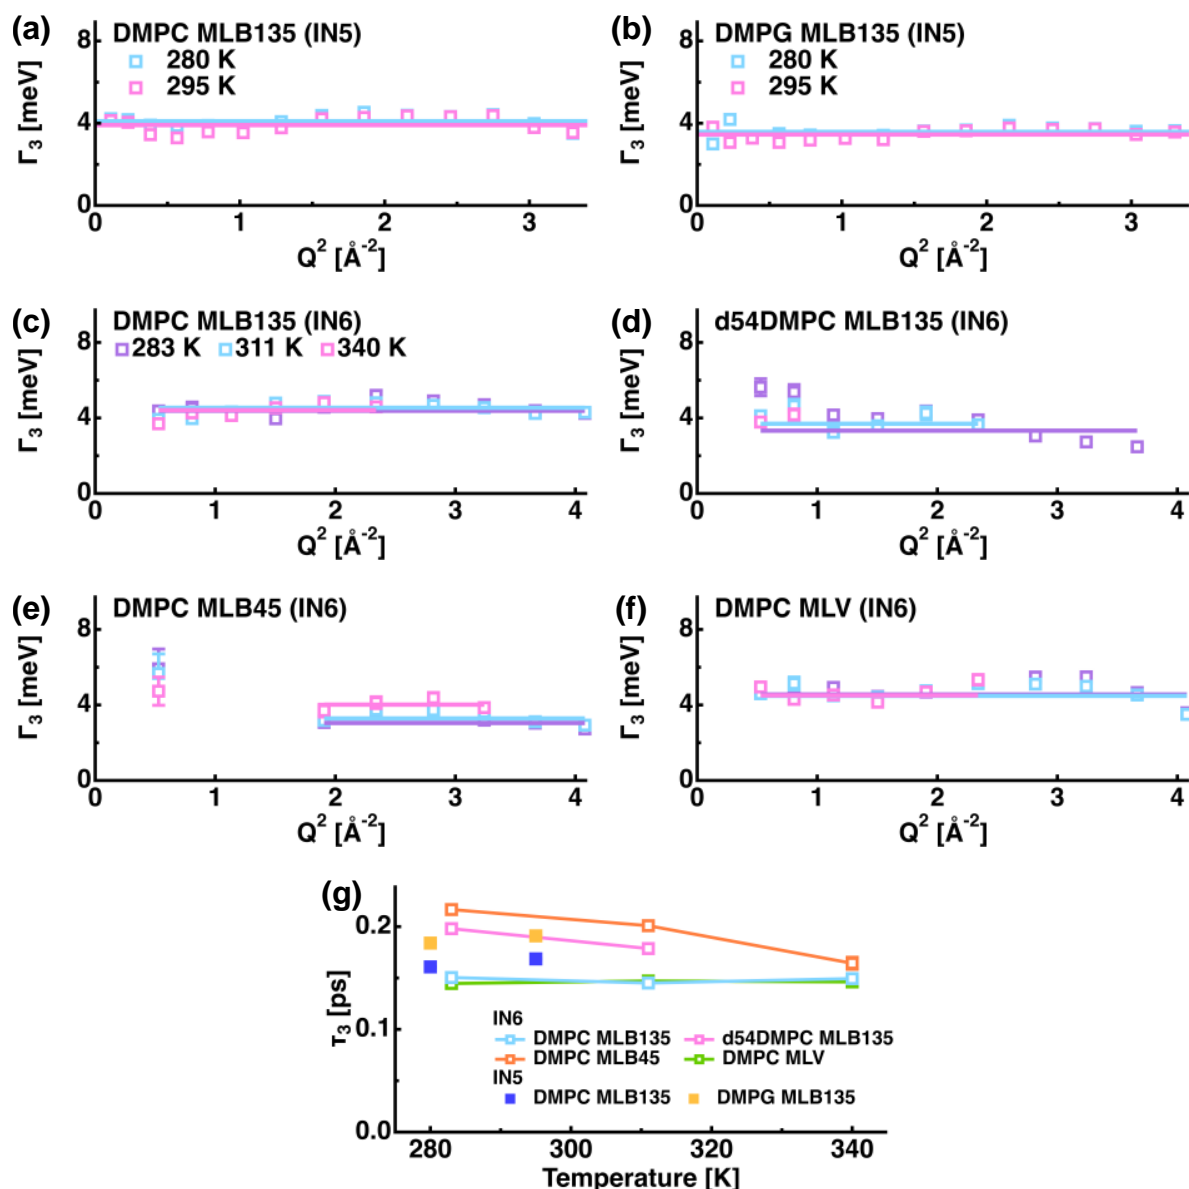 (a)
DMPC MLB135 (IN5)
280 K
295 K
8
4
0
Γ3 [meV]
0 1 2 3
Q² [Å⁻²]
(b)
DMPG MLB135 (IN5)
280 K
295 K
8
4
0
Γ3 [meV]
0 1 2 3
Q² [Å⁻²]
(c)
DMPC MLB135 (IN6)
283 K 311 K 340 K
8
4
0
Γ3 [meV]
0 1 2 3 4
Q² [Å⁻²]
(d)
d54DMPC MLB135 (IN6)
8
4
0
Γ3 [meV]
0 1 2 3 4
Q² [Å⁻²]
(e)
DMPC MLB45 (IN6)
8
4
0
Γ3 [meV]
0 1 2 3 4
Q² [Å⁻²]
(f)
DMPC MLV (IN6)
8
4
0
Γ3 [meV]
0 1 2 3 4
Q² [Å⁻²]
(g)
0.2
0.1
0.0
τ3 [ps]
IN6
DMPC MLB135 d54DMPC MLB135
DMPC MLB45 DMPC MLV
IN5
DMPC MLB135 DMPG MLB135
280 300 320 340
Temperature [K]